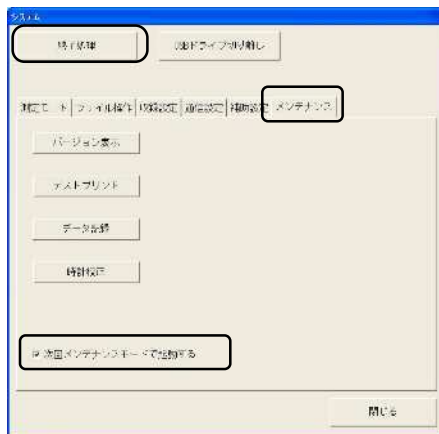 システム
終了処理
USBドライブ切り離し
測定モード
ファイル操作
収録設定
通信設定
補助設定
メンテナンス
バージョン表示
テストプリント
データ記録
時計校正
次回メンテナンスモードで起動する
閉じる